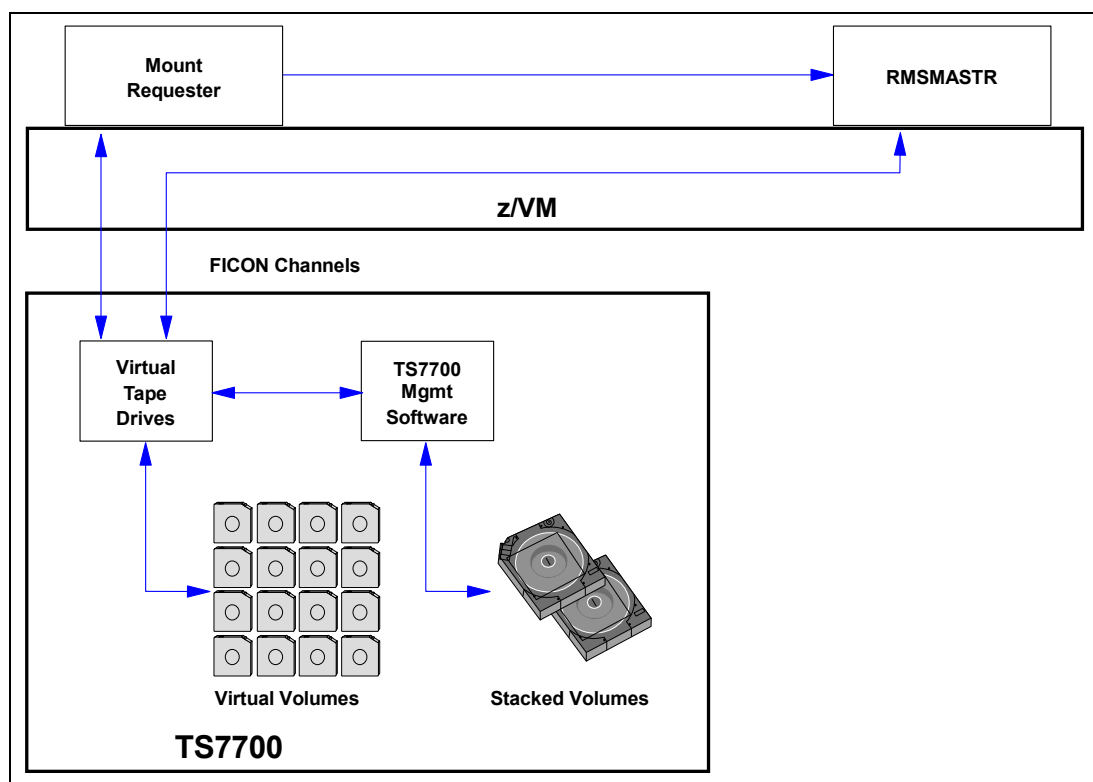 Mount
Requester
RMSMASTR
z/VM
FICON Channels
Virtual
Tape
Drives
TS7700
Mgmt
Software
Virtual Volumes
Stacked Volumes
TS7700